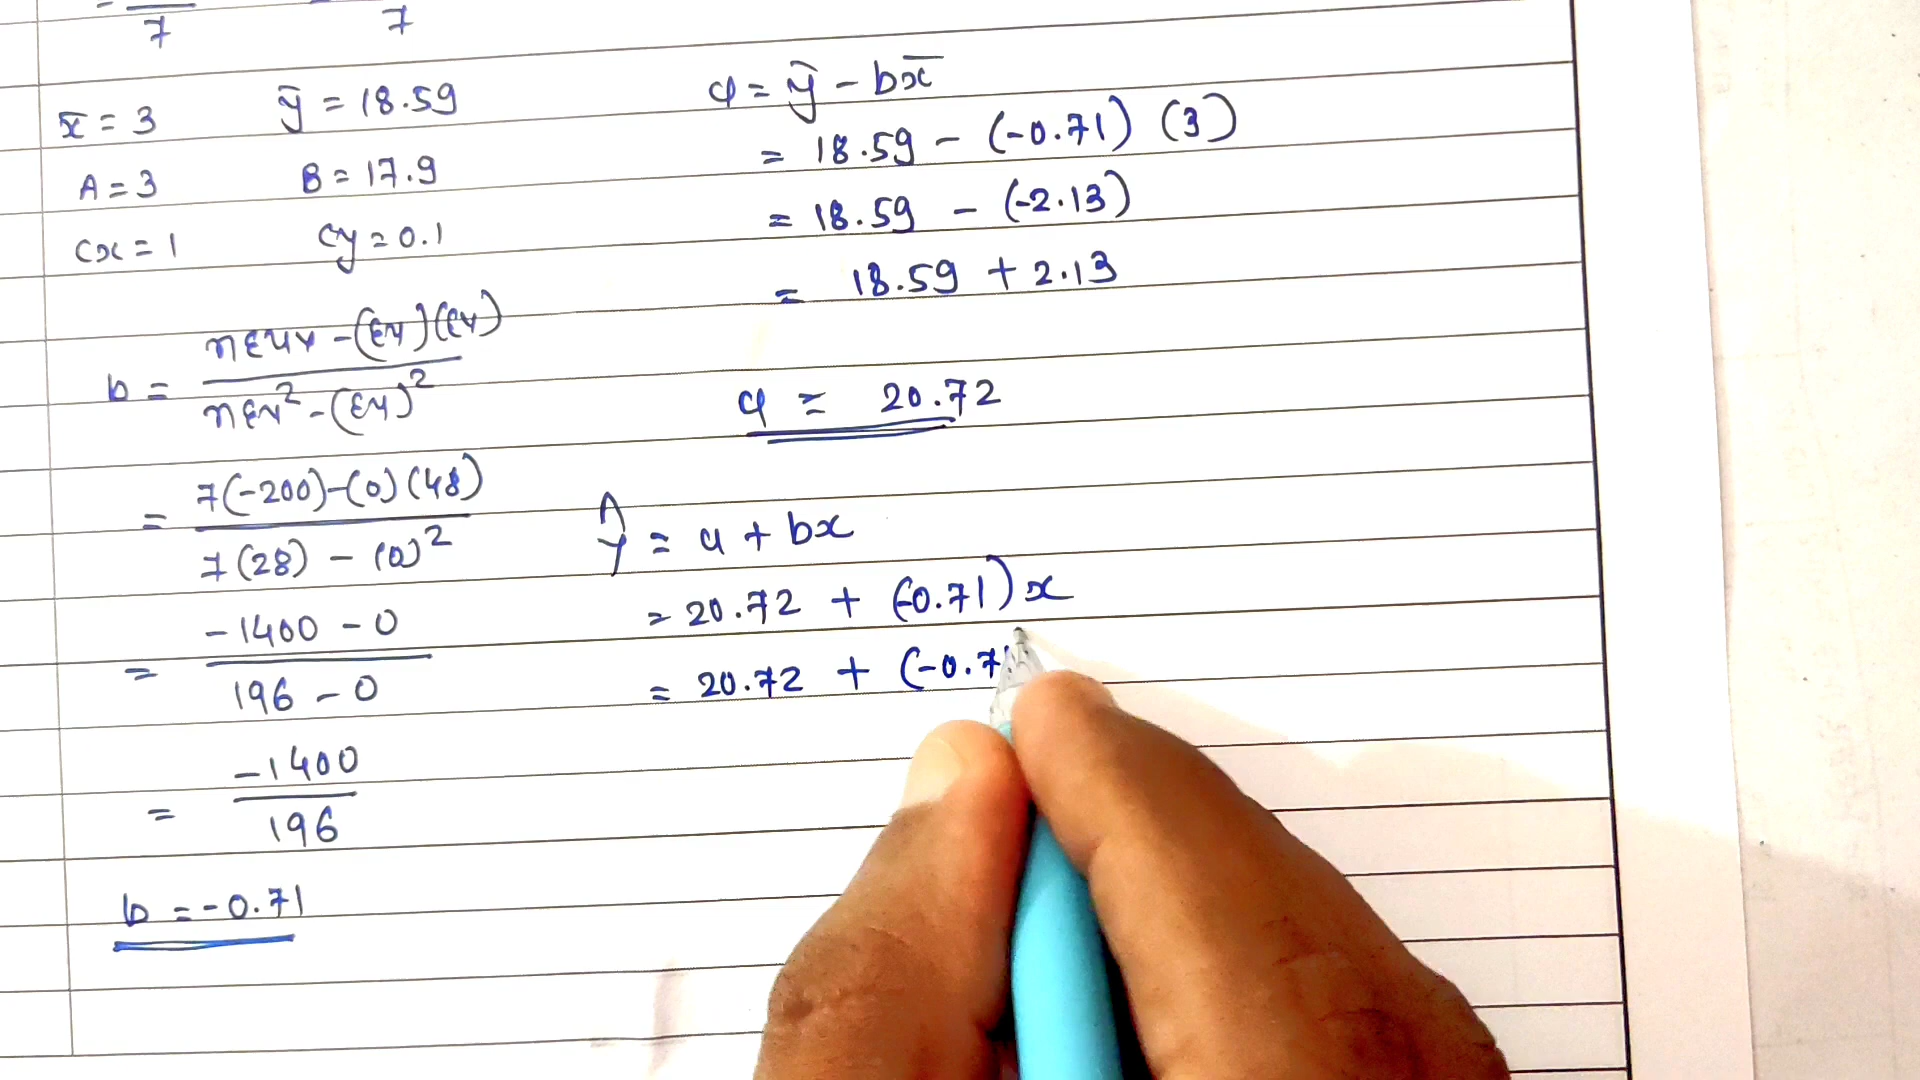 7 7
x̄ = 3 ȳ = 18.59
A = 3 B = 17.9
Cx = 1 Cy = 0.1
b = nΣuv - (Σu)(Σv)
nΣu² - (Σu)²
= 7(-200)-(0)(48)
7(28) - (0)²
= -1400 - 0
196 - 0
= -1400
196
b = -0.71
a = ȳ - bx̄
= 18.59 - (-0.71) (3)
= 18.59 - (-2.13)
= 18.59 + 2.13
a = 20.72
ŷ = a + bx
= 20.72 + (-0.71)x
= 20.72 + (-0.71